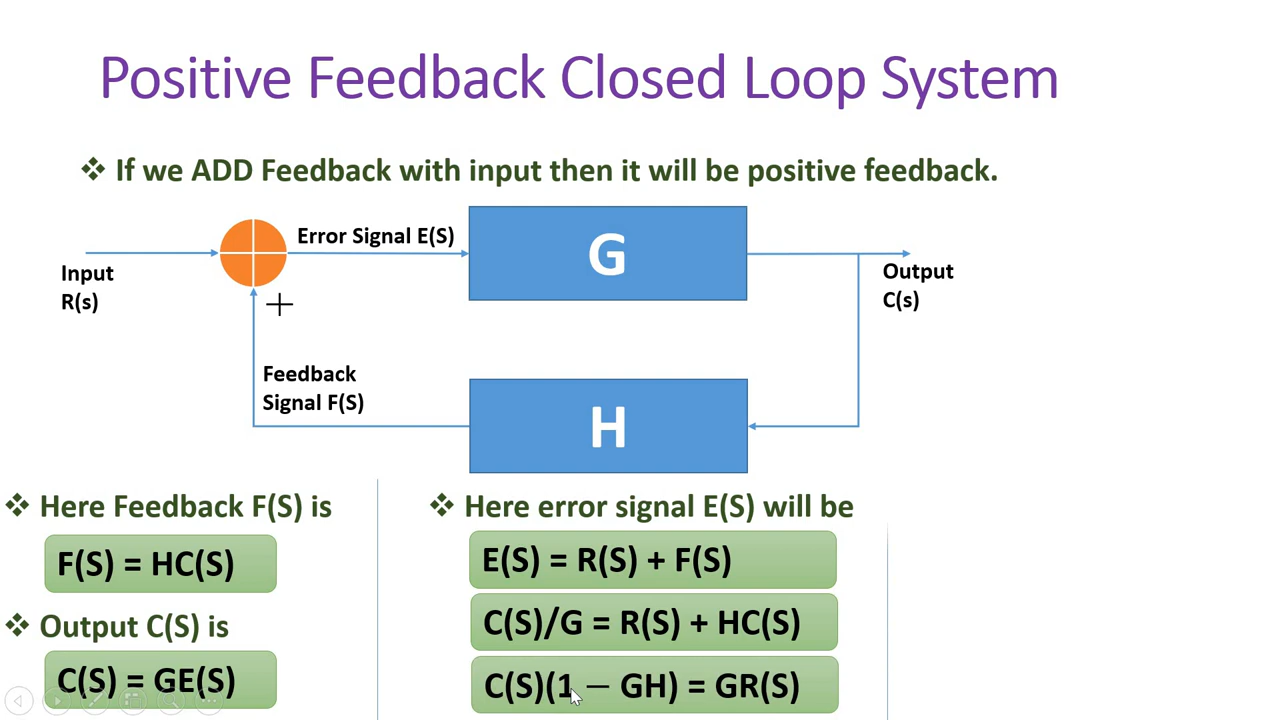 Positive Feedback Closed Loop System
❖ If we ADD Feedback with input then it will be positive feedback.
Error Signal E(S)
G
Input
R(s)
Output
C(s)
+
Feedback
Signal F(S)
H
❖ Here Feedback F(S) is
F(S) = HC(S)
❖ Output C(S) is
C(S) = GE(S)
❖ Here error signal E(S) will be
E(S) = R(S) + F(S)
C(S)/G = R(S) + HC(S)
C(S)(1 − GH) = GR(S)